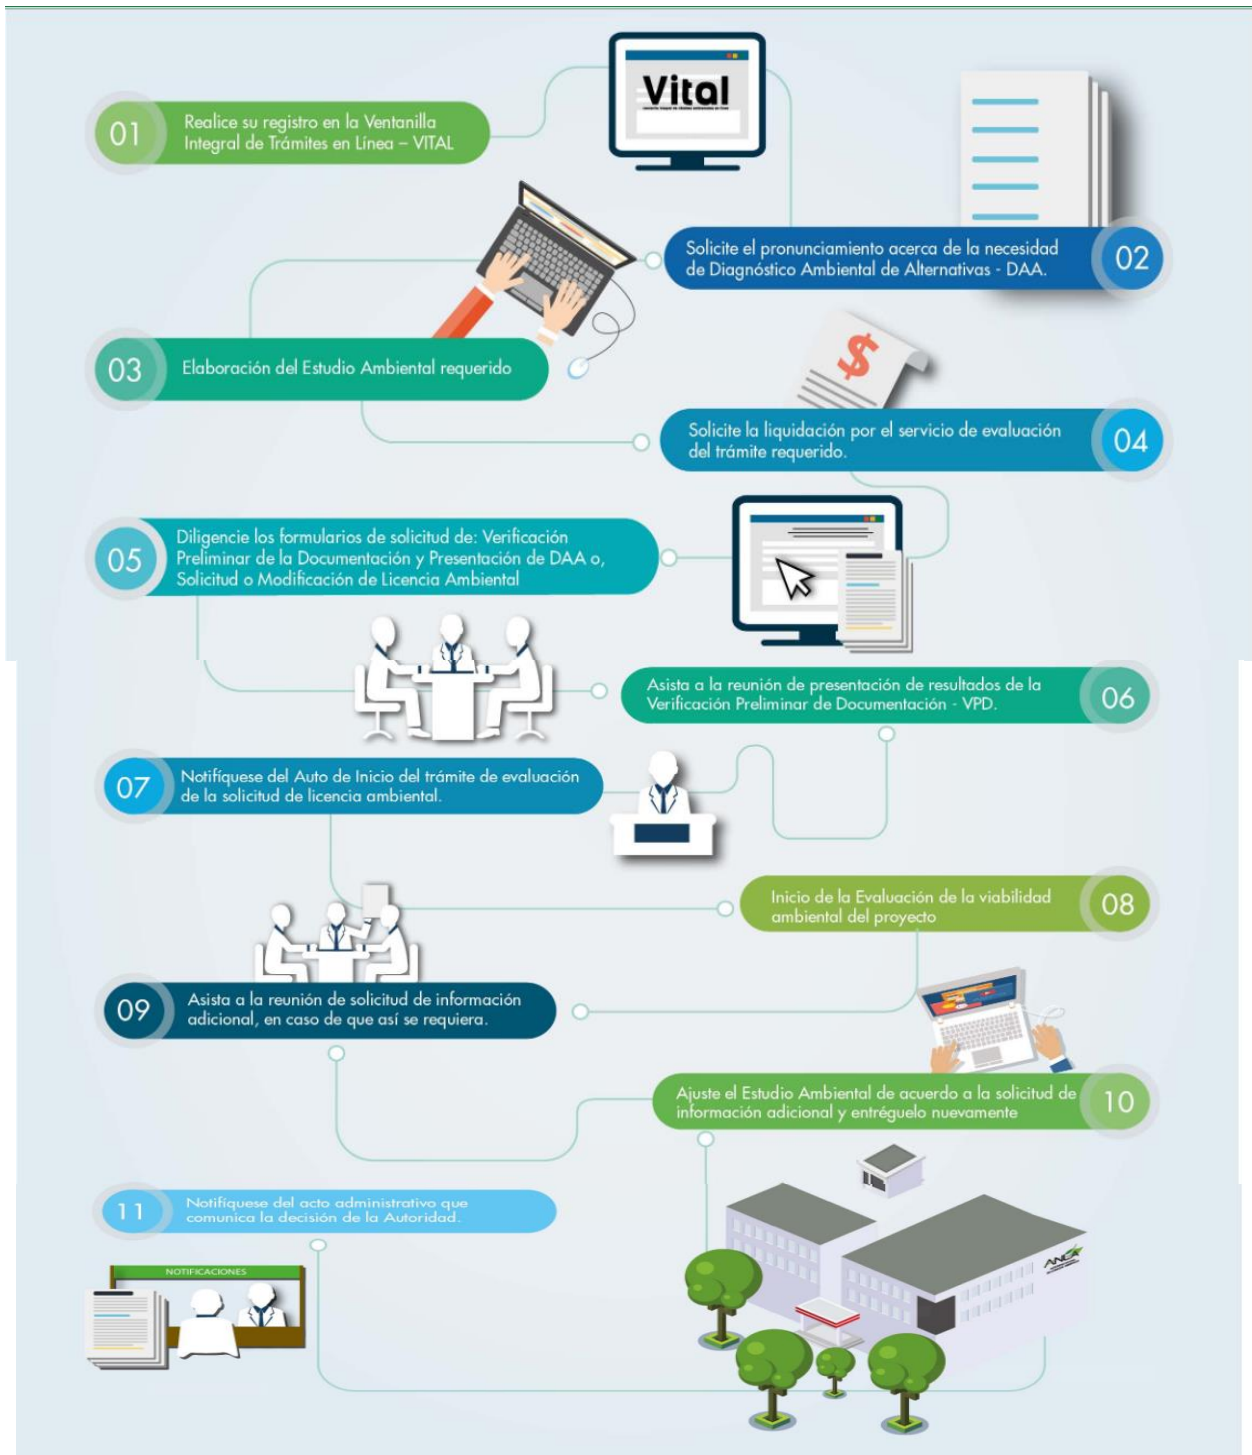 Vital
01
Realice su registro en la Ventanilla
Integral de Trámites en Línea – VITAL
Solicite el pronunciamiento acerca de la necesidad
de Diagnóstico Ambiental de Alternativas - DAA.
02
03
Elaboración del Estudio Ambiental requerido
$
Solicite la liquidación por el servicio de evaluación
del trámite requerido.
04
05
Diligencie los formularios de solicitud de: Verificación
Preliminar de la Documentación y Presentación de DAA o,
Solicitud o Modificación de Licencia Ambiental
Asista a la reunión de presentación de resultados de la
Verificación Preliminar de Documentación - VPD.
06
07
Notifíquese del Auto de Inicio del trámite de evaluación
de la solicitud de licencia ambiental.
Inicio de la Evaluación de la viabilidad
ambiental del proyecto
08
09
Asista a la reunión de solicitud de información
adicional, en caso de que así se requiera.
Ajuste el Estudio Ambiental de acuerdo a la solicitud de
información adicional y entréguelo nuevamente
10
11
Notifíquese del acto administrativo que
comunica la decisión de la Autoridad.
ANLA
NOTIFICACIONES